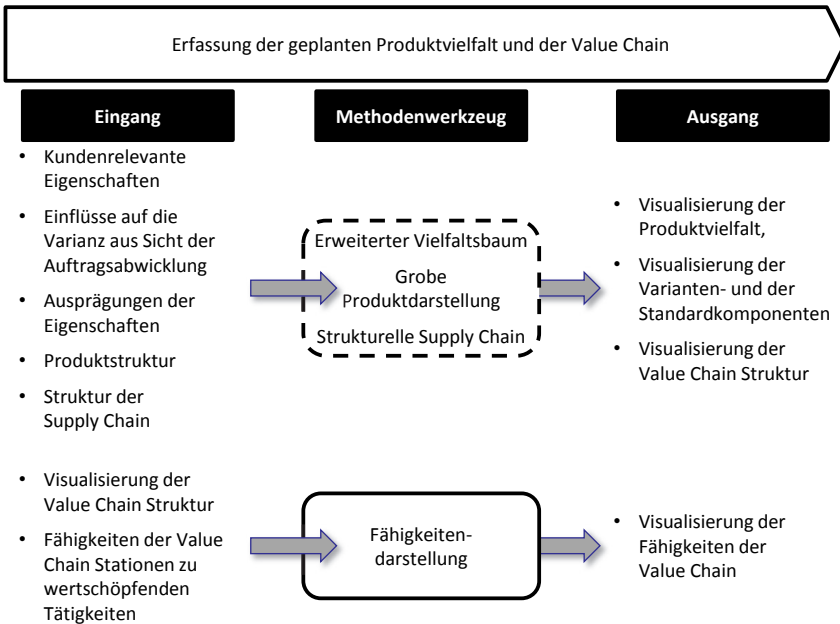 Erfassung der geplanten Produktvielfalt und der Value Chain
Eingang
Methodenwerkzeug
Ausgang
• Kundenrelevante
Eigenschaften
• Einflüsse auf die
Varianz aus Sicht der
Auftragsabwicklung
• Ausprägungen der
Eigenschaften
• Produktstruktur
• Struktur der
Supply Chain
Erweiterter Vielfaltsbaum
Grobe
Produktdarstellung
Strukturelle Supply Chain
• Visualisierung der
Produktvielfalt,
• Visualisierung der
Varianten- und der
Standardkomponenten
• Visualisierung der
Value Chain Struktur
• Visualisierung der
Value Chain Struktur
• Fähigkeiten der Value
Chain Stationen zu
wertschöpfenden
Tätigkeiten
Fähigkeiten-
darstellung
• Visualisierung der
Fähigkeiten der
Value Chain